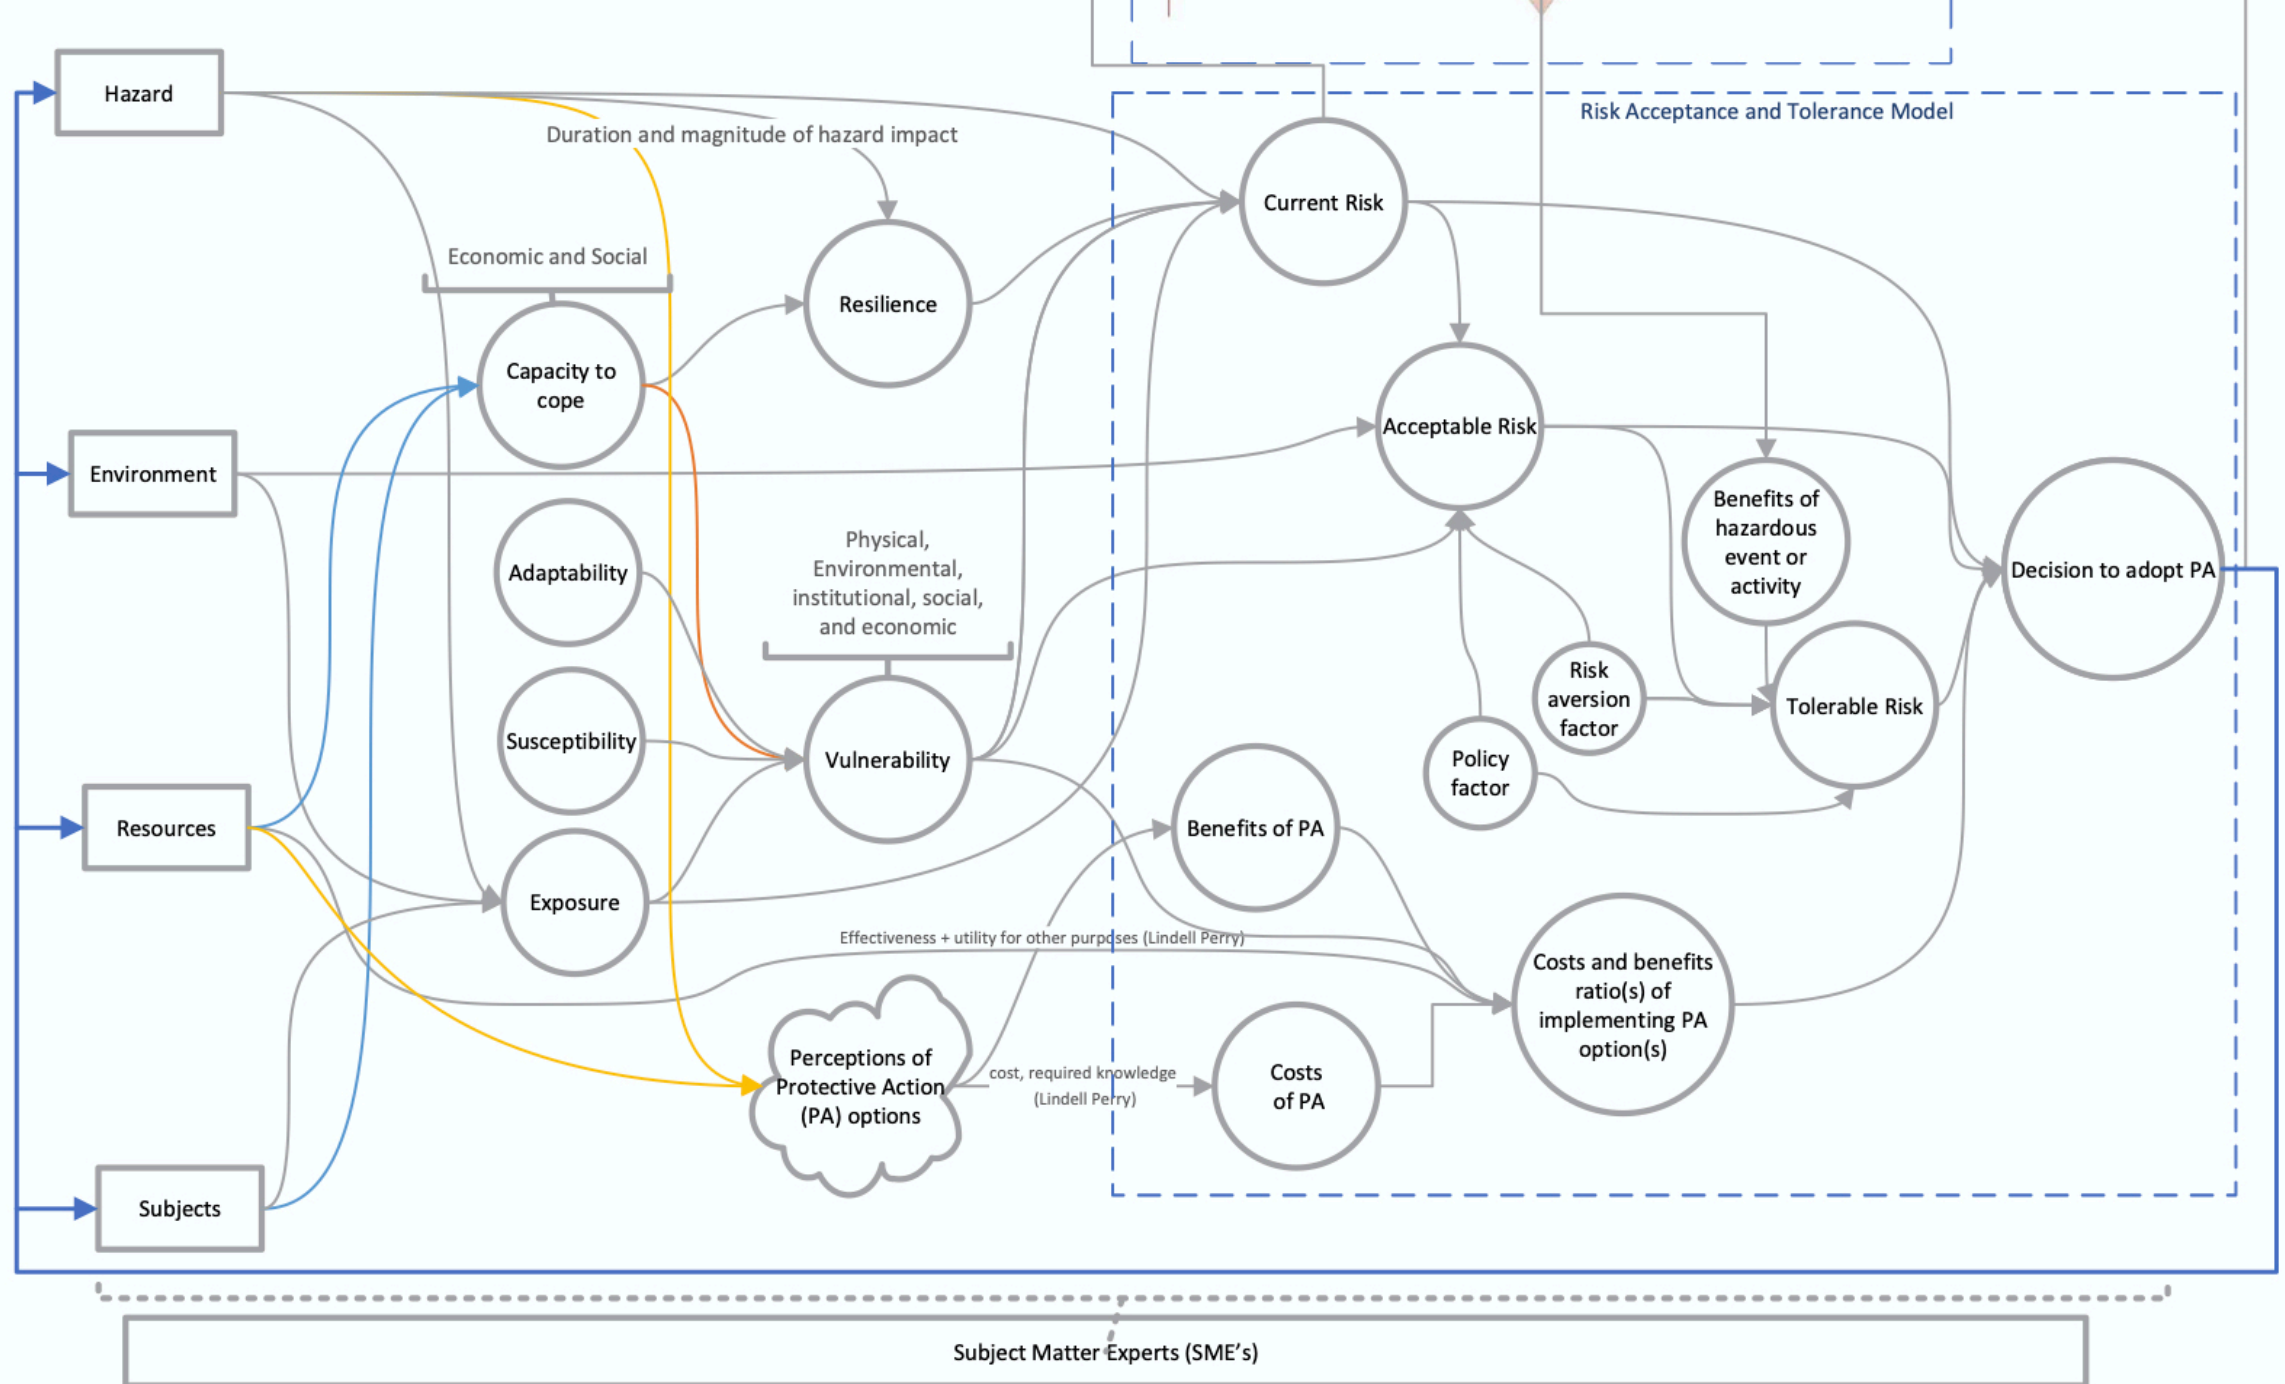 Hazard
Risk Acceptance and Tolerance Model
Duration and magnitude of hazard impact
Current Risk
Economic and Social
Resilience
Capacity to
cope
Acceptable Risk
Environment
Benefits of
hazardous
event or
activity
Physical,
Environmental,
institutional, social,
and economic
Adaptability
Decision to adopt PA
Risk
aversion
factor
Tolerable Risk
Susceptibility
Vulnerability
Policy
factor
Resources
Benefits of PA
Exposure
Effectiveness + utility for other purposes (Lindell Perry)
Costs and benefits
ratio(s) of
implementing PA
option(s)
Perceptions of
Protective Action
(PA) options
cost, required knowledge
(Lindell Perry)
Costs
of PA
Subjects
Subject Matter Experts (SME's)